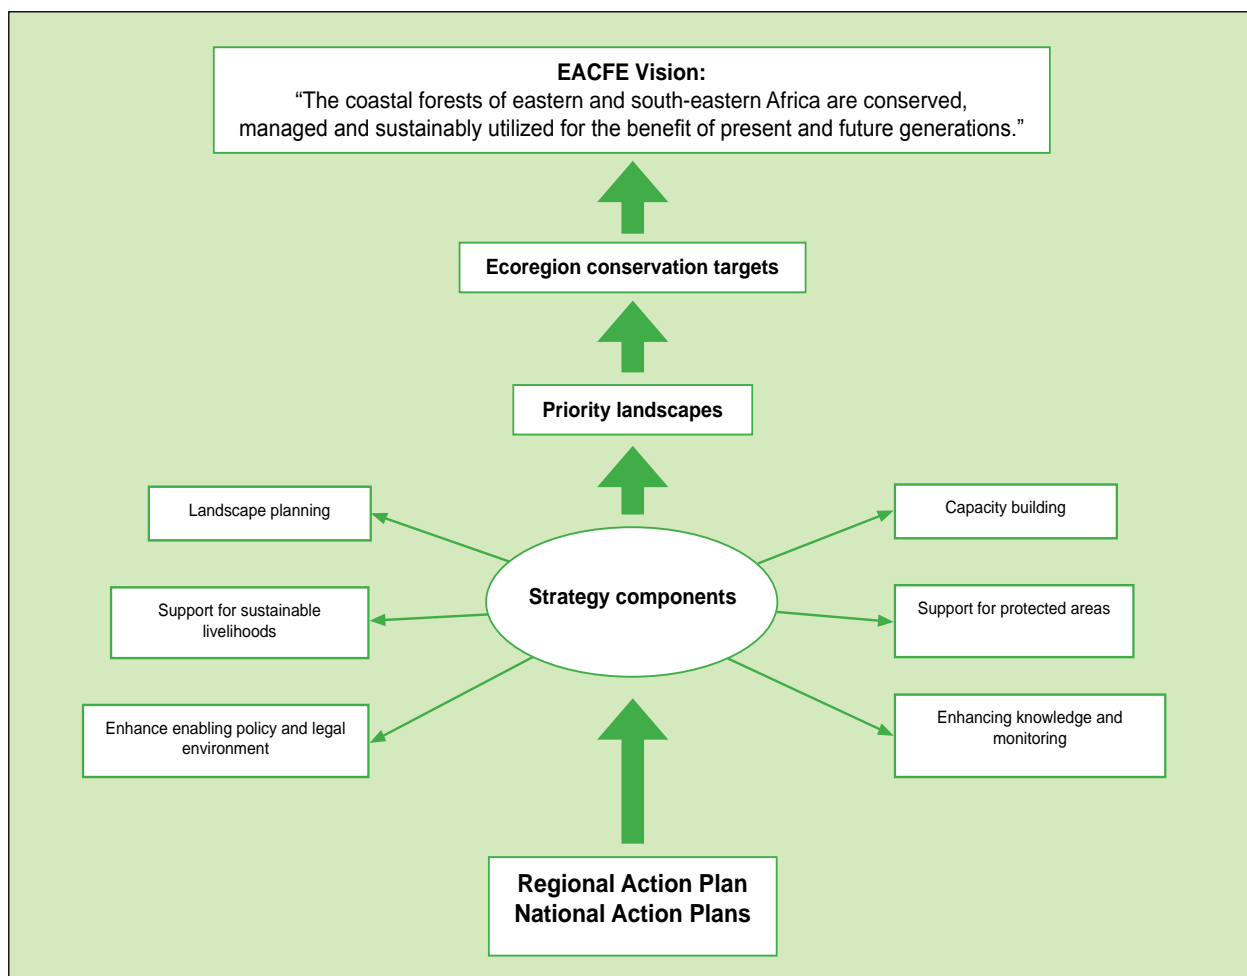 EACFE Vision:
“The coastal forests of eastern and south-eastern Africa are conserved,
managed and sustainably utilized for the benefit of present and future generations.”
Ecoregion conservation targets
Priority landscapes
Landscape planning
Capacity building
Strategy components
Support for sustainable
livelihoods
Support for protected areas
Enhance enabling policy and legal
environment
Enhancing knowledge and
monitoring
Regional Action Plan
National Action Plans